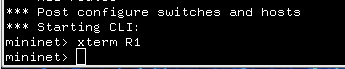 *** Post configure switches and hosts
*** Starting CLI:
mininet> xterm R1
mininet>